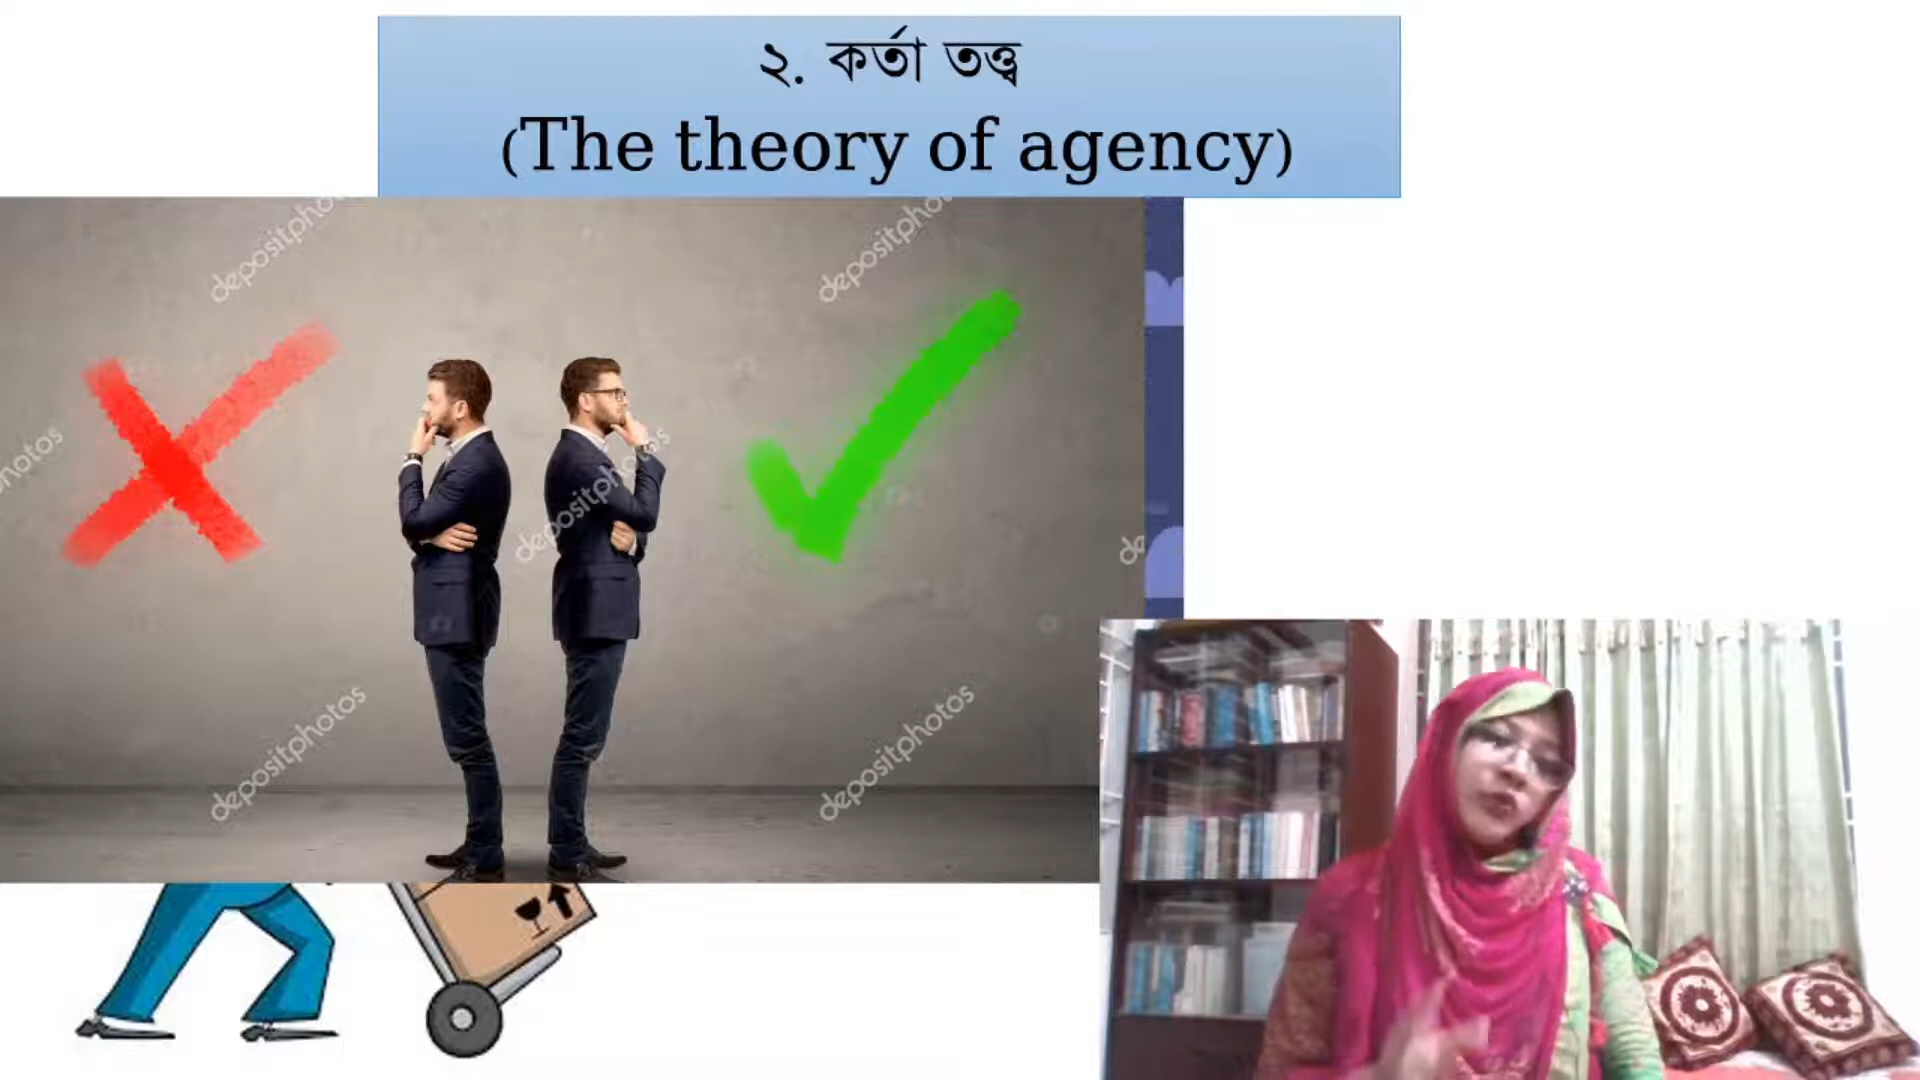 ২. কর্তা তত্ত্ব
(The theory of agency)
depositphotos
depositphotos
depositphotos
depositphotos
depositphotos